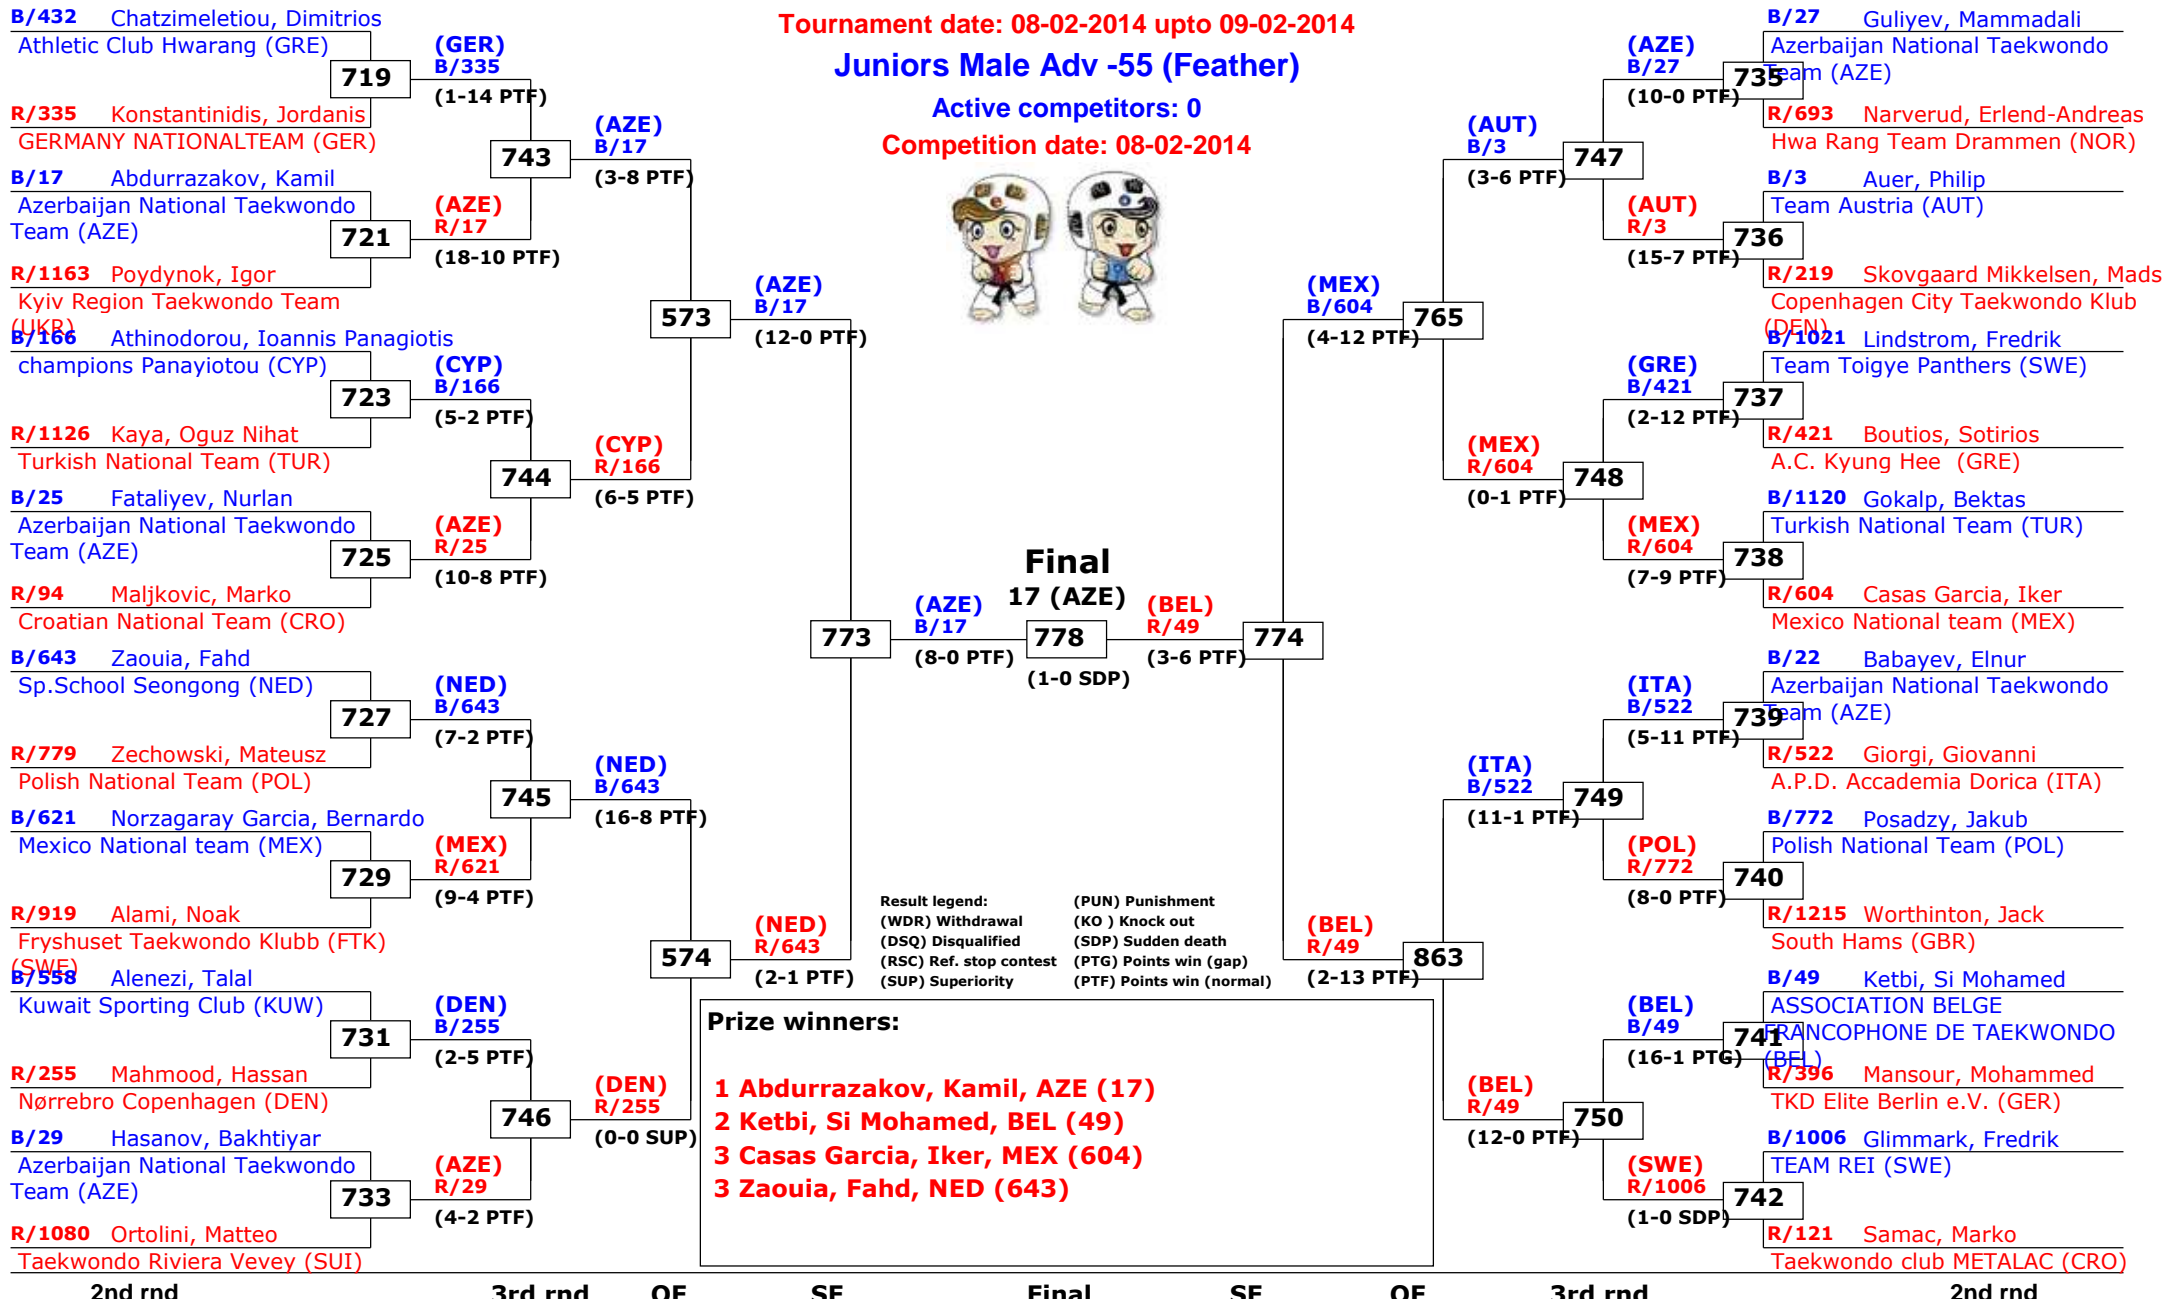 Tournament date: 08-02-2014 upto 09-02-2014
Juniors Male Adv -55 (Feather)
Active competitors: 0
Competition date: 08-02-2014
B/432 Chatzimeletiou, Dimitrios
Athletic Club Hwarang (GRE)
719
R/335 Konstantinidis, Jordanis
GERMANY NATIONALTEAM (GER)
B/17 Abdurrazakov, Kamil
Azerbaijan National Taekwondo
Team (AZE)
721
R/1163 Poydynok, Igor
Kyiv Region Taekwondo Team
(UKR)
B/166 Athinodorou, Ioannis Panagiotis
champions Panayiotou (CYP)
723
R/1126 Kaya, Oguz Nihat
Turkish National Team (TUR)
B/25 Fataliyev, Nurlan
Azerbaijan National Taekwondo
Team (AZE)
725
R/94 Maljkovic, Marko
Croatian National Team (CRO)
B/643 Zaouia, Fahd
Sp.School Seongong (NED)
727
R/779 Zechowski, Mateusz
Polish National Team (POL)
B/621 Norzagaray Garcia, Bernardo
Mexico National team (MEX)
729
R/919 Alami, Noak
Fryshuset Taekwondo Klubb (FTK)
(SWE)
B/558 Alenezi, Talal
Kuwait Sporting Club (KUW)
731
R/255 Mahmood, Hassan
Nørrebro Copenhagen (DEN)
B/29 Hasanov, Bakhtiyar
Azerbaijan National Taekwondo
Team (AZE)
733
R/1080 Ortolini, Matteo
Taekwondo Riviera Vevey (SUI)
(GER)
B/335
(1-14 PTF)
743
(AZE)
R/17
(18-10 PTF)
(CYP)
B/166
(5-2 PTF)
744
(AZE)
R/25
(10-8 PTF)
(NED)
B/643
(7-2 PTF)
745
(MEX)
R/621
(9-4 PTF)
(DEN)
B/255
(2-5 PTF)
746
(AZE)
R/29
(4-2 PTF)
(AZE)
B/17
(3-8 PTF)
573
(CYP)
R/166
(6-5 PTF)
(NED)
B/643
(16-8 PTF)
574
(DEN)
R/255
(0-0 SUP)
(AZE)
B/17
(12-0 PTF)
773
(NED)
R/643
(2-1 PTF)
(AZE)
B/17
(8-0 PTF)
Final
17 (AZE)
778
(1-0 SDP)
(BEL)
R/49
(3-6 PTF)
774
(MEX)
B/604
(4-12 PTF)
765
(BEL)
R/49
(2-13 PTF)
863
(AUT)
B/3
(3-6 PTF)
747
(MEX)
R/604
(0-1 PTF)
748
(ITA)
B/522
(11-1 PTF)
749
(BEL)
R/49
(12-0 PTF)
750
(AZE)
B/27
(10-0 PTF)
(AUT)
R/3
(15-7 PTF)
(GRE)
B/421
(2-12 PTF)
(MEX)
R/604
(7-9 PTF)
(ITA)
B/522
(5-11 PTF)
(POL)
R/772
(8-0 PTF)
(BEL)
B/49
(16-1 PTG)
(SWE)
R/1006
(1-0 SDP)
B/27 Guliyev, Mammadali
Azerbaijan National Taekwondo
Team (AZE)
735
R/693 Narverud, Erlend-Andreas
Hwa Rang Team Drammen (NOR)
B/3 Auer, Philip
Team Austria (AUT)
736
R/219 Skovgaard Mikkelsen, Mads
Copenhagen City Taekwondo Klub
(DEN)
B/1021 Lindstrom, Fredrik
Team Toigye Panthers (SWE)
737
R/421 Boutios, Sotirios
A.C. Kyung Hee (GRE)
B/1120 Gokalp, Bektas
Turkish National Team (TUR)
738
R/604 Casas Garcia, Iker
Mexico National team (MEX)
B/22 Babayev, Elnur
Azerbaijan National Taekwondo
Team (AZE)
739
R/522 Giorgi, Giovanni
A.P.D. Accademia Dorica (ITA)
B/772 Posadzy, Jakub
Polish National Team (POL)
740
R/1215 Worthinton, Jack
South Hams (GBR)
B/49 Ketbi, Si Mohamed
ASSOCIATION BELGE
FRANCOPHONE DE TAEKWONDO
(BEL)
741
R/396 Mansour, Mohammed
TKD Elite Berlin e.V. (GER)
B/1006 Glimmark, Fredrik
TEAM REI (SWE)
742
R/121 Samac, Marko
Taekwondo club METALAC (CRO)
Result legend: (PUN) Punishment
(WDR) Withdrawal (KO ) Knock out
(DSQ) Disqualified (SDP) Sudden death
(RSC) Ref. stop contest (PTG) Points win (gap)
(SUP) Superiority (PTF) Points win (normal)
Prize winners:
1 Abdurrazakov, Kamil, AZE (17)
2 Ketbi, Si Mohamed, BEL (49)
3 Casas Garcia, Iker, MEX (604)
3 Zaouia, Fahd, NED (643)
2nd rnd 3rd rnd QF SF Final SF QF 3rd rnd 2nd rnd